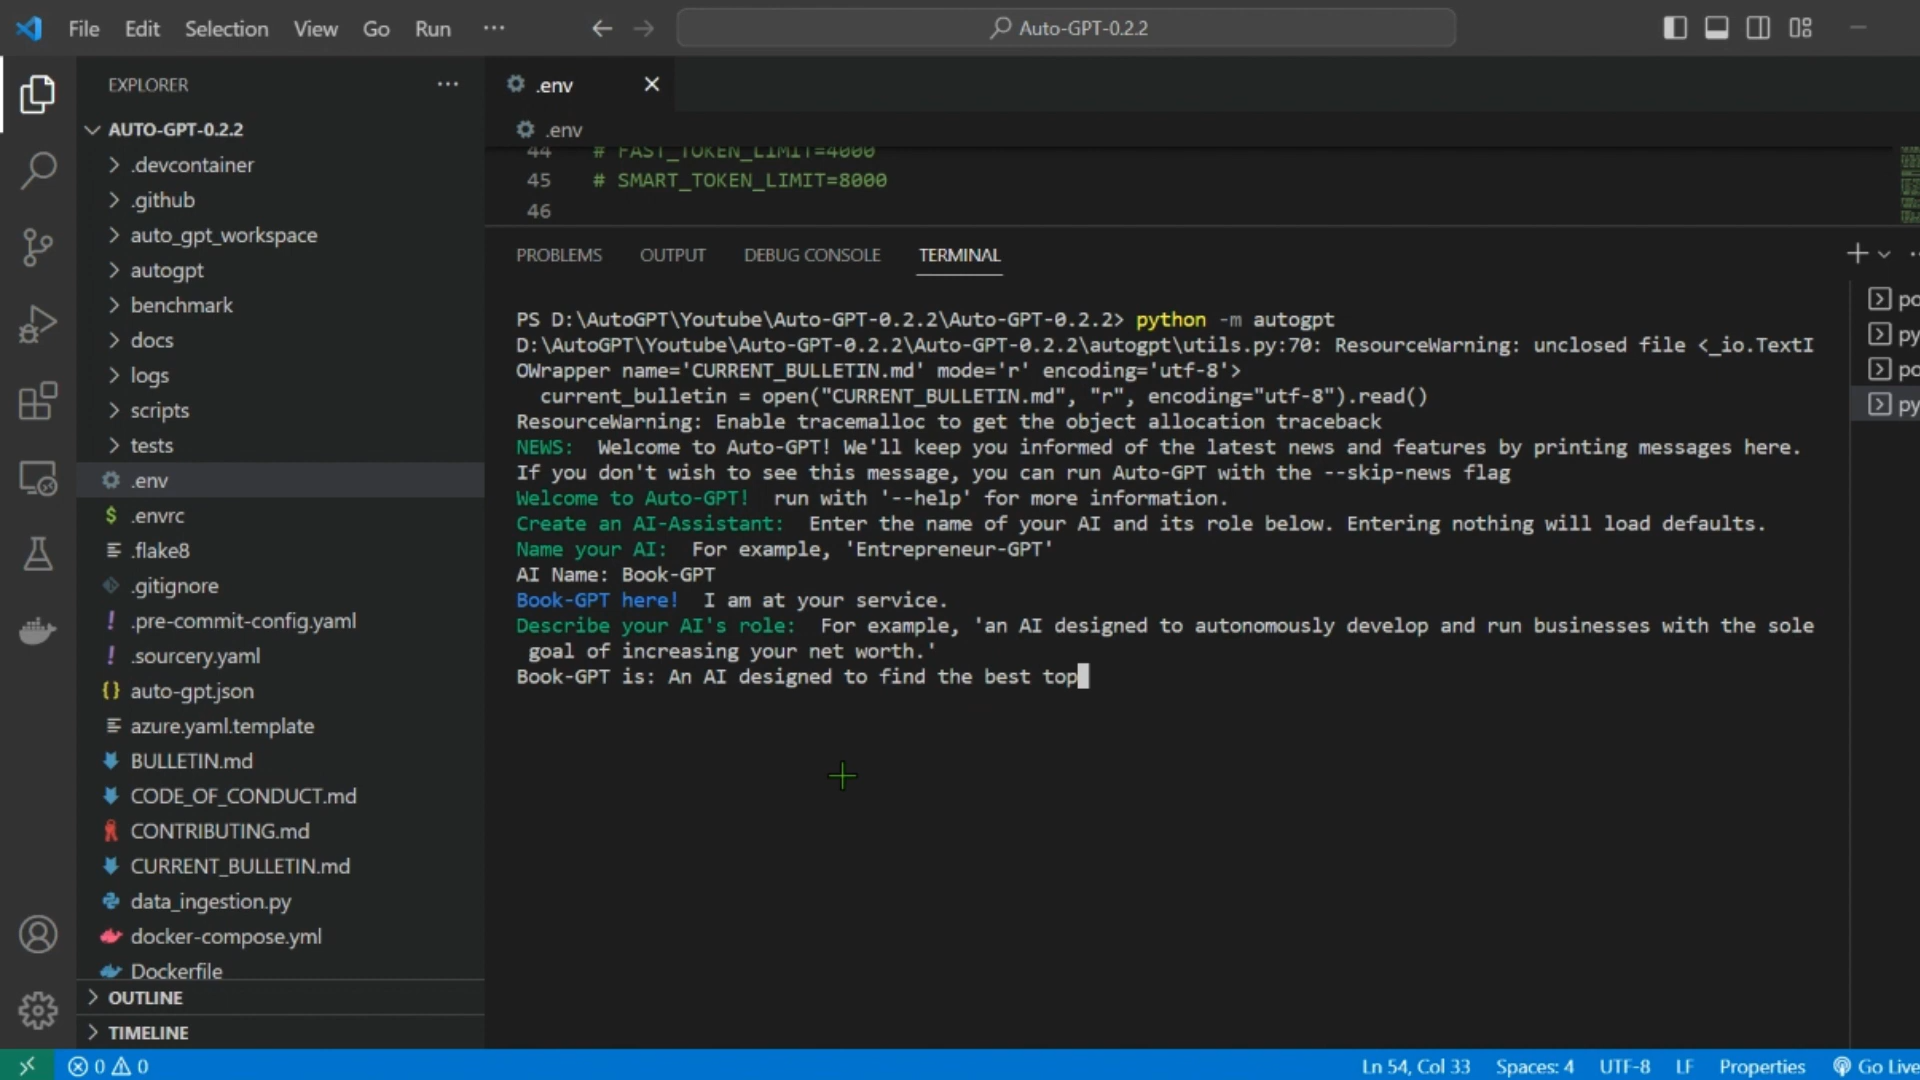 File Edit Selection View Go Run ···
Auto-GPT-0.2.2
EXPLORER ···
AUTO-GPT-0.2.2
.devcontainer
.github
auto_gpt_workspace
autogpt
benchmark
docs
logs
scripts
tests
.env
.envrc
.flake8
.gitignore
.pre-commit-config.yaml
.sourcery.yaml
auto-gpt.json
azure.yaml.template
BULLETIN.md
CODE_OF_CONDUCT.md
CONTRIBUTING.md
CURRENT_BULLETIN.md
data_ingestion.py
docker-compose.yml
Dockerfile
OUTLINE
TIMELINE
.env
.env
44 # FAST_TOKEN_LIMIT=4000
45 # SMART_TOKEN_LIMIT=8000
46
PROBLEMS OUTPUT DEBUG CONSOLE TERMINAL
PS D:\AutoGPT\Youtube\Auto-GPT-0.2.2\Auto-GPT-0.2.2> python -m autogpt
D:\AutoGPT\Youtube\Auto-GPT-0.2.2\Auto-GPT-0.2.2\autogpt\utils.py:70: ResourceWarning: unclosed file <_io.TextI
OWrapper name='CURRENT_BULLETIN.md' mode='r' encoding='utf-8'>
current_bulletin = open("CURRENT_BULLETIN.md", "r", encoding="utf-8").read()
ResourceWarning: Enable tracemalloc to get the object allocation traceback
NEWS: Welcome to Auto-GPT! We'll keep you informed of the latest news and features by printing messages here.
If you don't wish to see this message, you can run Auto-GPT with the --skip-news flag
Welcome to Auto-GPT! run with '--help' for more information.
Create an AI-Assistant: Enter the name of your AI and its role below. Entering nothing will load defaults.
Name your AI: For example, 'Entrepreneur-GPT'
AI Name: Book-GPT
Book-GPT here! I am at your service.
Describe your AI's role: For example, 'an AI designed to autonomously develop and run businesses with the sole
goal of increasing your net worth.'
Book-GPT is: An AI designed to find the best top
po
py
po
py
0 0
Ln 54, Col 33 Spaces: 4 UTF-8 LF Properties Go Live